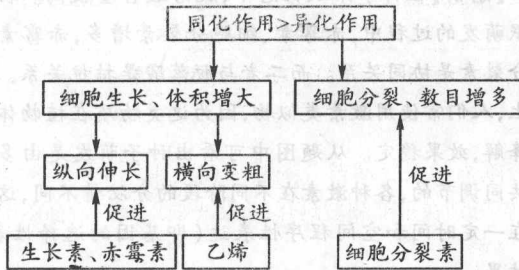 同化作用>异化作用
细胞生长、体积增大
细胞分裂、数目增多
纵向伸长
横向变粗
促进
促进
促进
生长素、赤霉素
乙烯
细胞分裂素